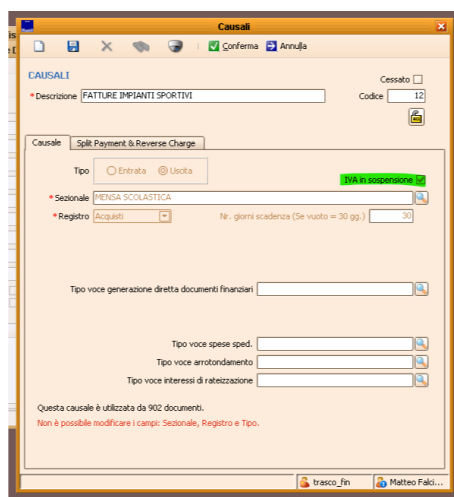 Causali
Conferma Annulla
CAUSALI
Cessato
*Descrizione FATTURE IMPIANTI SPORTIVI Codice 12
Causale Split Payment & Reverse Charge
Tipo Entrata Uscita
IVA in sospensione
*Sezionale MENSA SCOLASTICA
*Registro Acquisti Nr. giorni scadenza (Se vuoto = 30 gg.) 30
Tipo voce generazione diretta documenti finanziari
Tipo voce spese sped.
Tipo voce arrotondamento
Tipo voce interessi di rateizzazione
Questa causale è utilizzata da 902 documenti.
Non è possibile modificare i campi: Sezionale, Registro e Tipo.
trasco_fin Matteo Falci...